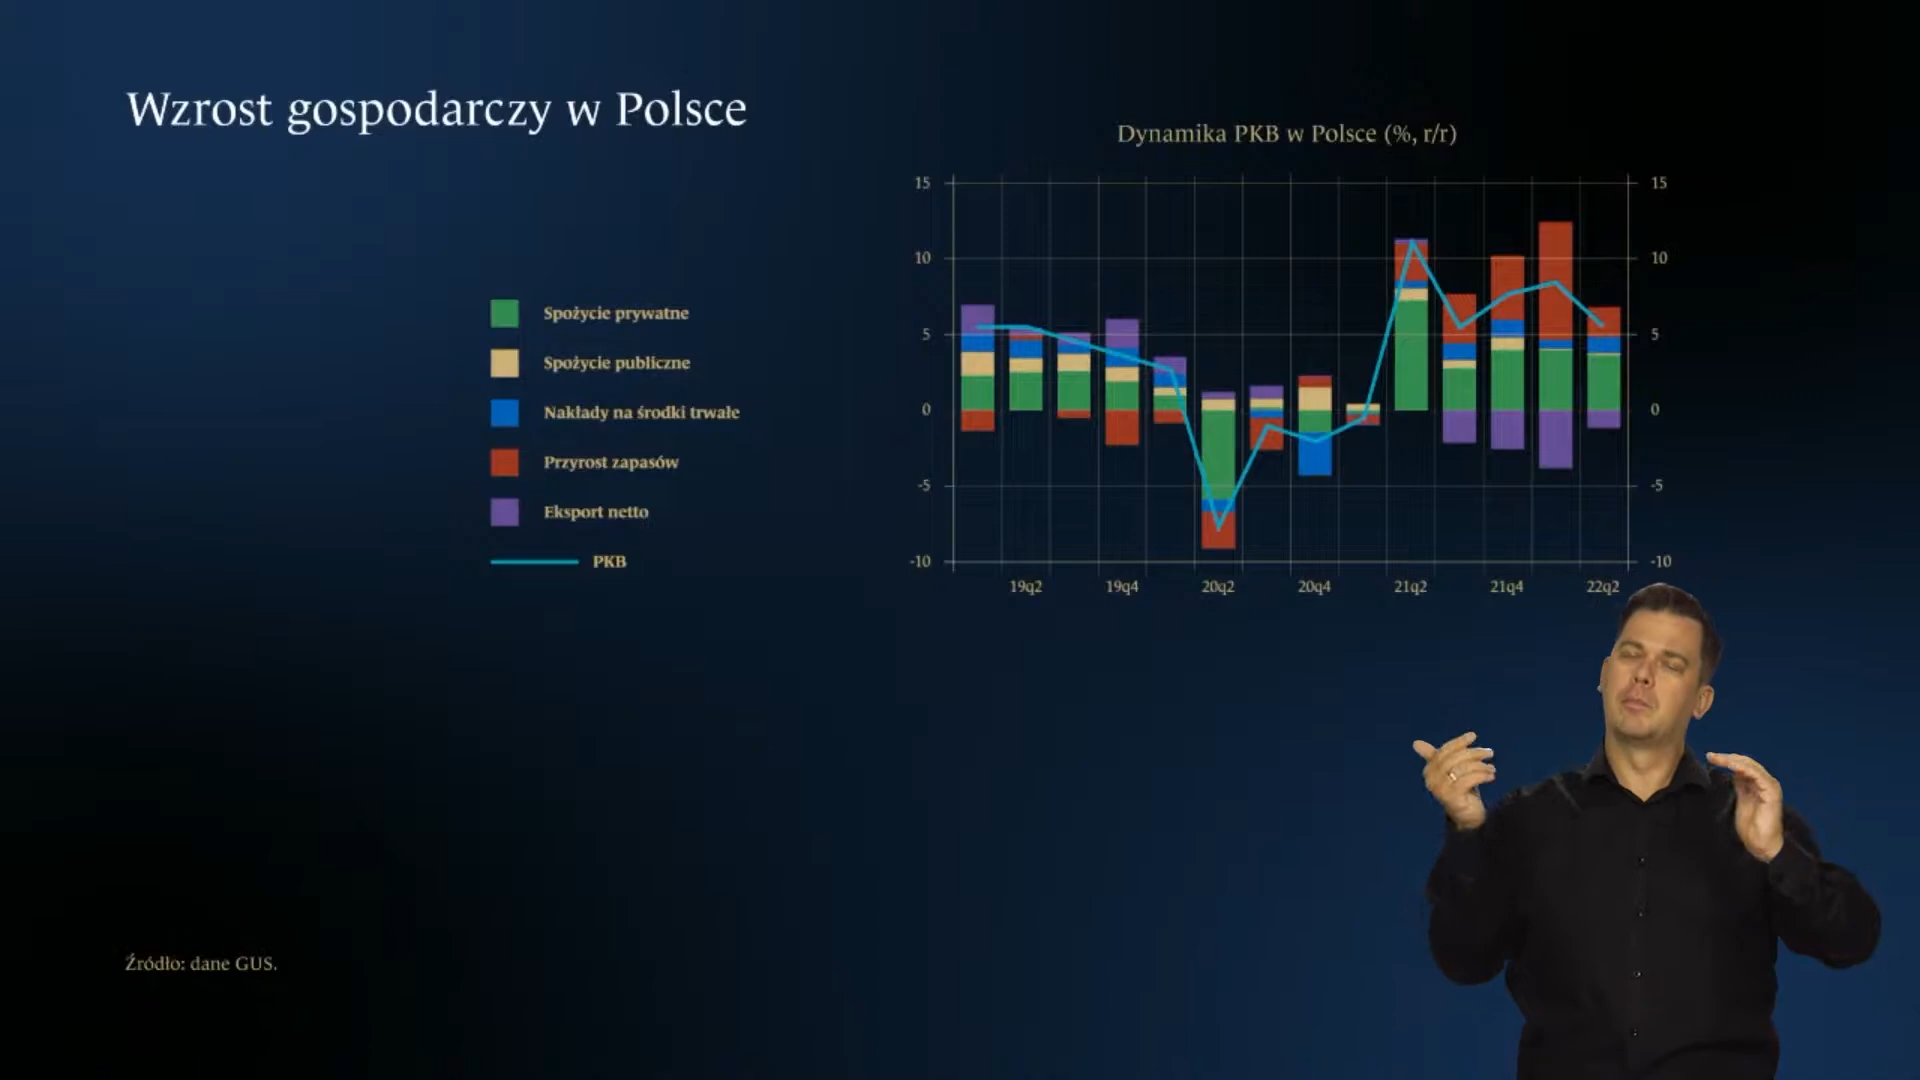 Wzrost gospodarczy w Polsce
Dynamika PKB w Polsce (%, r/r)
Spożycie prywatne
Spożycie publiczne
Nakłady na środki trwałe
Przyrost zapasów
Eksport netto
PKB
15 15
10 10
5 5
0 0
-5 -5
-10 -10
19q2 19q4 20q2 20q4 21q2 21q4 22q2
Źródło: dane GUS.